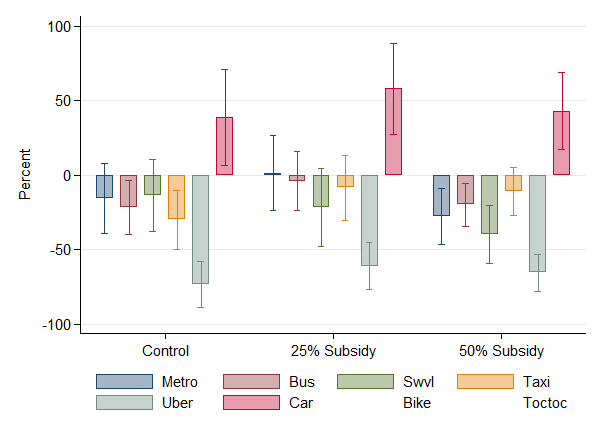 100
50
0
-50
-100
Percent
Control 25% Subsidy 50% Subsidy
Metro Bus Swvl Taxi
Uber Car Bike Toctoc